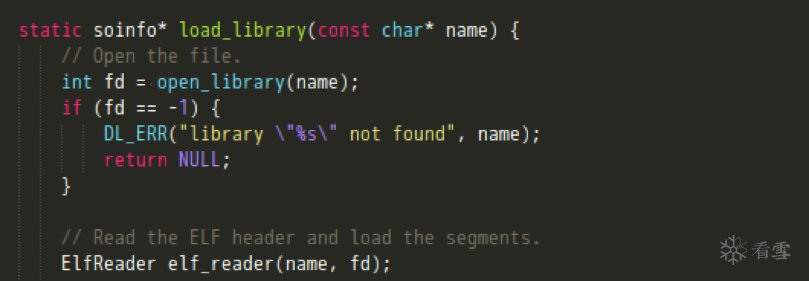 static soinfo* load_library(const char* name) {
    // Open the file.
    int fd = open_library(name);
    if (fd == -1) {
        DL_ERR("library \"%s\" not found", name);
        return NULL;
    }

    // Read the ELF header and load the segments.
    ElfReader elf_reader(name, fd);
看雪